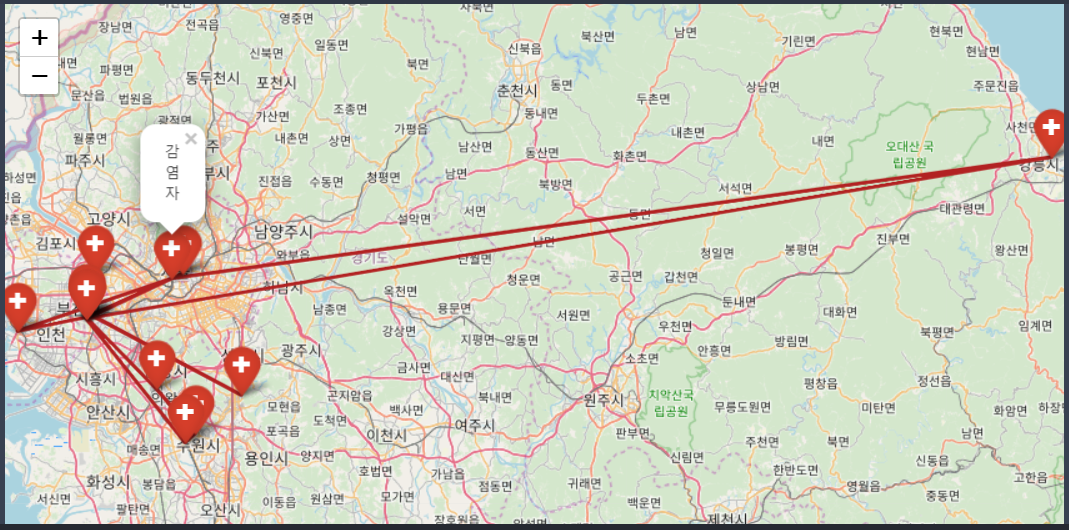 +
−
장남면
전곡읍
영중면
사북면
파평면
신북면
일동면
북면
신북읍
북산면
남면
기린면
현북면
현남면
동두천시
포천시
춘천시
동면
상남면
주문진읍
문산읍
법원읍
가산면
조종면
동내면
두촌면
광적면
월롱면
내촌면
상면
가평읍
내촌면
내면
오대산 국
립공원
파주시
남산면
동산면
화촌면
진접읍
수동면
청평면
남면
북방면
서석면
강릉시
×
감
염
자
고양시
서면
설악면
대관령면
김포시
남양주시
와부읍
경기도
남면
단월면
청일면
봉평면
진부면
왕산면
하남시
옥천면
청운면
공근면
갑천면
남종면
용문면
서원면
둔내면
대화면
인천
강상면
지평면
양동면
우천면
방림면
북평면
임계면
광주시
소초면
안흥면
시흥시
금사면
대신면
평창읍
정선읍
안산시
모현읍
곤지암읍
백사면
북내면
원주시
치악산국
립공원
무릉도원면
미탄면
화암면
도척면
이천시
여주시
판부면
수원시
포곡읍
주천면
북면
남면
매송면
용인시
양지면
호법면
가남읍
신림면
한반도면
신동읍
화성시
봉담읍
점동면
귀래면
영월읍
고한읍
서신면
이동읍
원삼면
모가면
백운면
중동면
팔탄면
오산시
장호원읍
앙성면
제천시